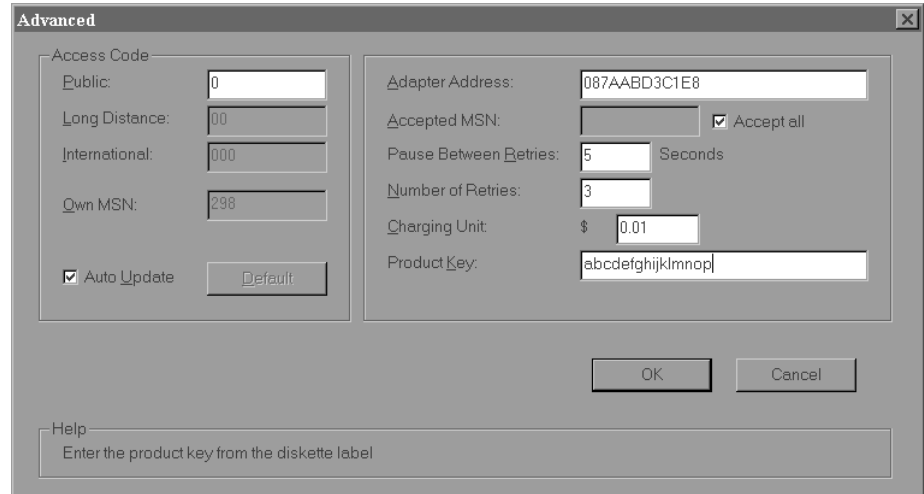 Advanced
Access Code
Public: 0
Long Distance: 00
International: 000
Own MSN: 298
Auto Update Default
Adapter Address: 087AABD3C1E8
Accepted MSN: Accept all
Pause Between Retries: 5 Seconds
Number of Retries: 3
Charging Unit: $ 0.01
Product Key: abcdefghijklmnop
OK Cancel
Help
Enter the product key from the diskette label